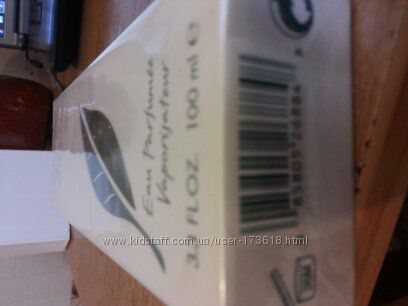 Eau Parfumée
Vaporisateur
3.3 FL OZ 100 ml e
www.kidstaff.com.ua/user-173618.html